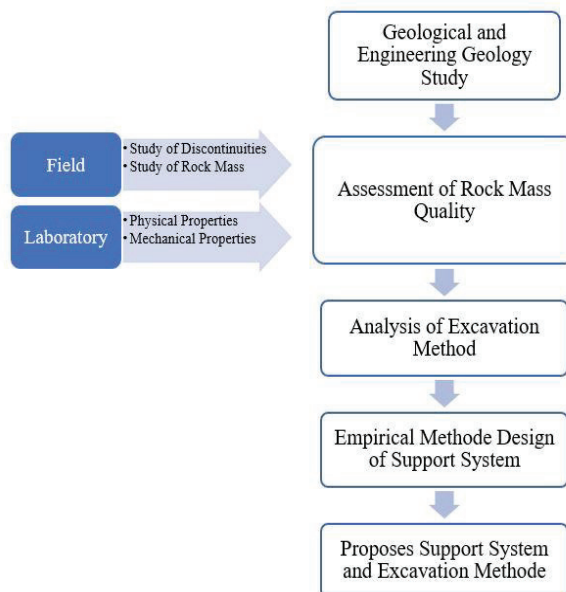 Geological and
Engineering Geology
Study
Field
• Study of Discontinuities
• Study of Rock Mass
Laboratory
• Physical Properties
• Mechanical Properties
Assessment of Rock Mass
Quality
Analysis of Excavation
Method
Empirical Methode Design
of Support System
Proposes Support System
and Excavation Methode